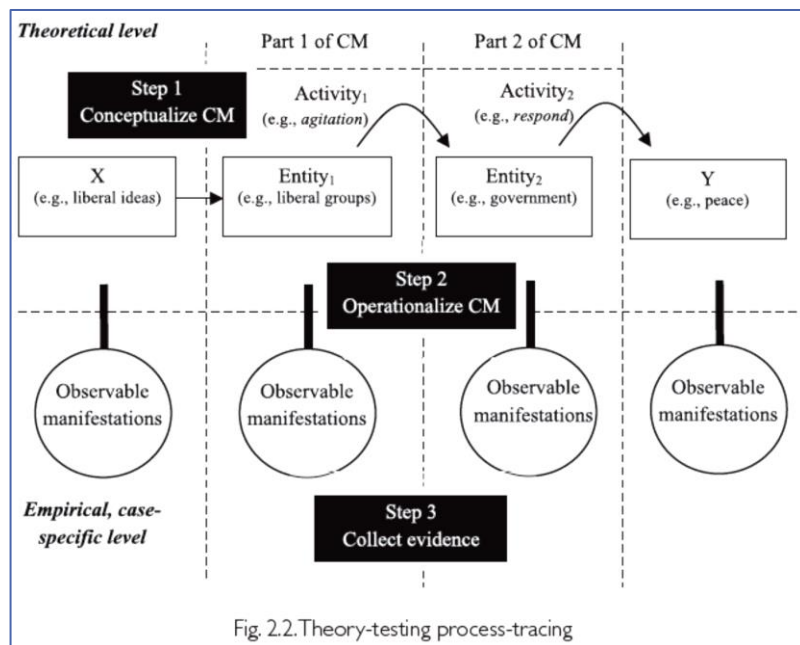 Theoretical level
Part 1 of CM
Part 2 of CM
Step 1
Conceptualize CM
Activity₁
(e.g., agitation)
Activity₂
(e.g., respond)
X
(e.g., liberal ideas)
Entity₁
(e.g., liberal groups)
Entity₂
(e.g., government)
Y
(e.g., peace)
Step 2
Operationalize CM
Observable
manifestations
Observable
manifestations
Observable
manifestations
Observable
manifestations
Empirical, case-
specific level
Step 3
Collect evidence
Fig. 2.2.Theory-testing process-tracing